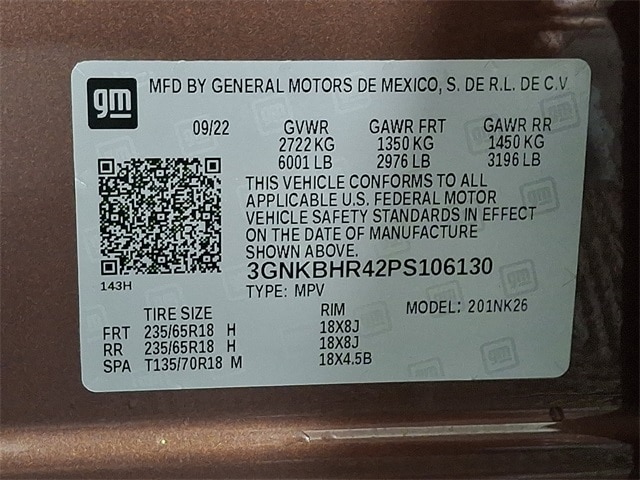 gm MFD BY GENERAL MOTORS DE MEXICO, S. DE R.L. DE C.V
09/22 GVWR GAWR FRT GAWR RR
2722 KG 1350 KG 1450 KG
6001 LB 2976 LB 3196 LB
THIS VEHICLE CONFORMS TO ALL
APPLICABLE U.S. FEDERAL MOTOR
VEHICLE SAFETY STANDARDS IN EFFECT
ON THE DATE OF MANUFACTURE
SHOWN ABOVE.
3GNKBHR42PS106130
143H
TYPE: MPV
TIRE SIZE RIM MODEL: 201NK26
FRT 235/65R18 H 18X8J
RR 235/65R18 H 18X8J
SPA T135/70R18 M 18X4.5B